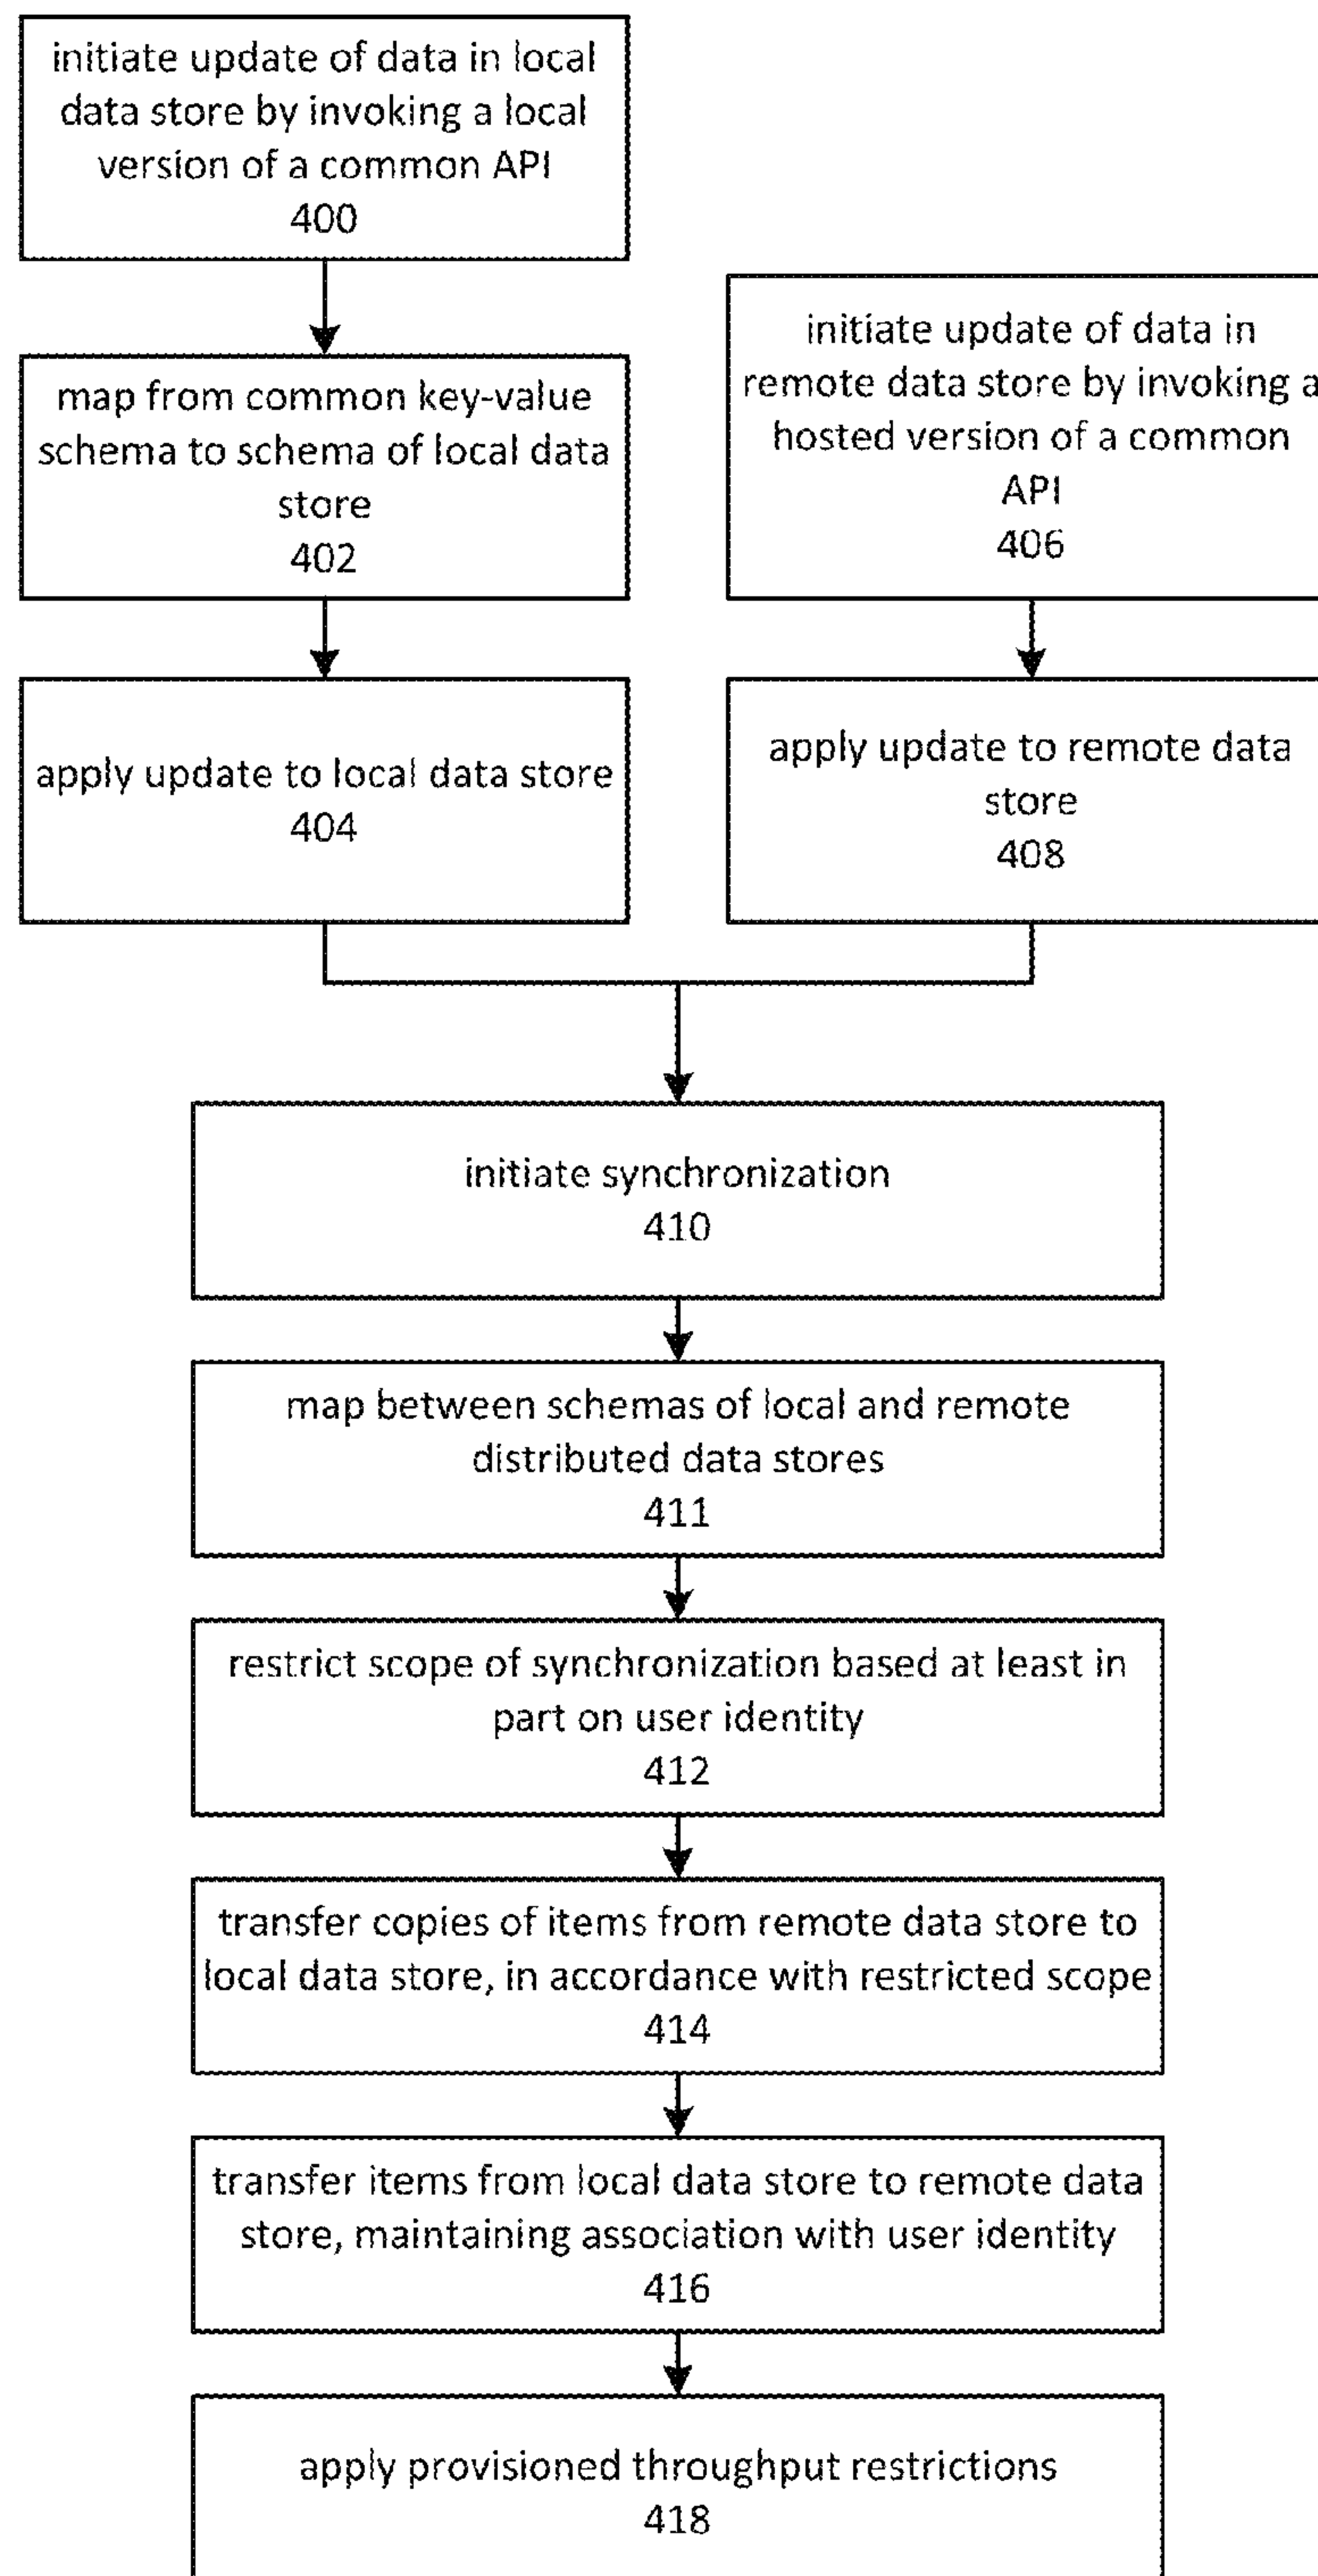 initiate update of data in local
data store by invoking a local
version of a common API
400
map from common key-value
schema to schema of local data
store
402
apply update to local data store
404
initiate update of data in
remote data store by invoking a
hosted version of a common
API
406
apply update to remote data
store
408
initiate synchronization
410
map between schemas of local and remote
distributed data stores
411
restrict scope of synchronization based at least in
part on user identity
412
transfer copies of items from remote data store to
local data store, in accordance with restricted scope
414
transfer items from local data store to remote data
store, maintaining association with user identity
416
apply provisioned throughput restrictions
418